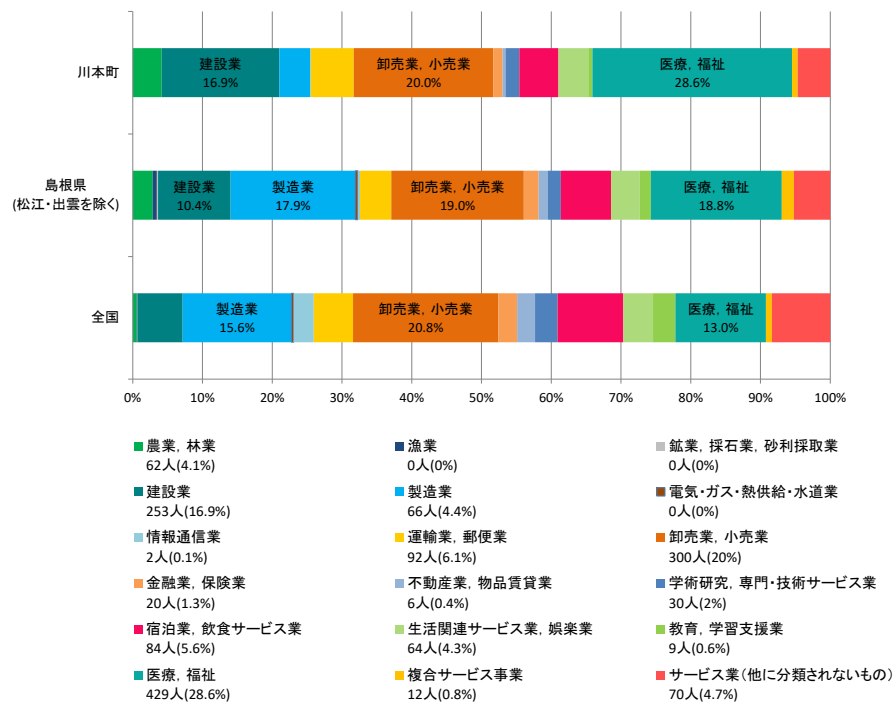 川本町
建設業
16.9%
卸売業, 小売業
20.0%
医療, 福祉
28.6%
島根県
(松江・出雲を除く)
建設業
10.4%
製造業
17.9%
卸売業, 小売業
19.0%
医療, 福祉
18.8%
全国
製造業
15.6%
卸売業, 小売業
20.8%
医療, 福祉
13.0%
0% 10% 20% 30% 40% 50% 60% 70% 80% 90% 100%
農業, 林業 漁業 鉱業, 採石業, 砂利採取業
62人(4.1%) 0人(0%) 0人(0%)
建設業 製造業 電気・ガス・熱供給・水道業
253人(16.9%) 66人(4.4%) 0人(0%)
情報通信業 運輸業, 郵便業 卸売業, 小売業
2人(0.1%) 92人(6.1%) 300人(20%)
金融業, 保険業 不動産業, 物品賃貸業 学術研究, 専門・技術サービス業
20人(1.3%) 6人(0.4%) 30人(2%)
宿泊業, 飲食サービス業 生活関連サービス業, 娯楽業 教育, 学習支援業
84人(5.6%) 64人(4.3%) 9人(0.6%)
医療, 福祉 複合サービス事業 サービス業(他に分類されないもの)
429人(28.6%) 12人(0.8%) 70人(4.7%)